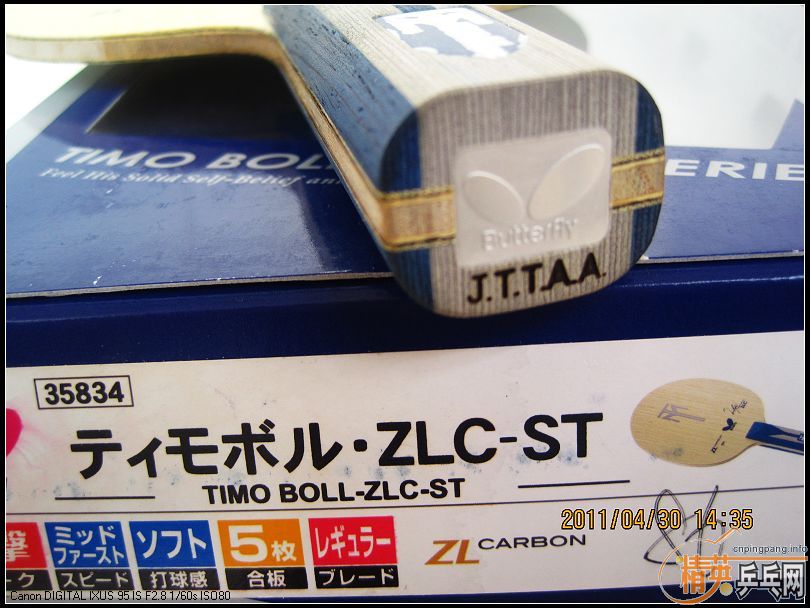 TIMO BOLL
ERIE
Feel His Solid Self-Belief an
Butterfly
J.T.T.A.A.
35834
ティモボル・ZLC-ST
TIMO BOLL-ZLC-ST
撃
ーク
ミッド
ファースト
スピード
ソフト
打球感
5枚
合板
レギュラー
ブレード
ZL CARBON
2011/04/30 14:35
cnpingpang.info
精英乒乓网
Canon DIGITAL IXUS 95 IS F2.8 1/60s ISO80